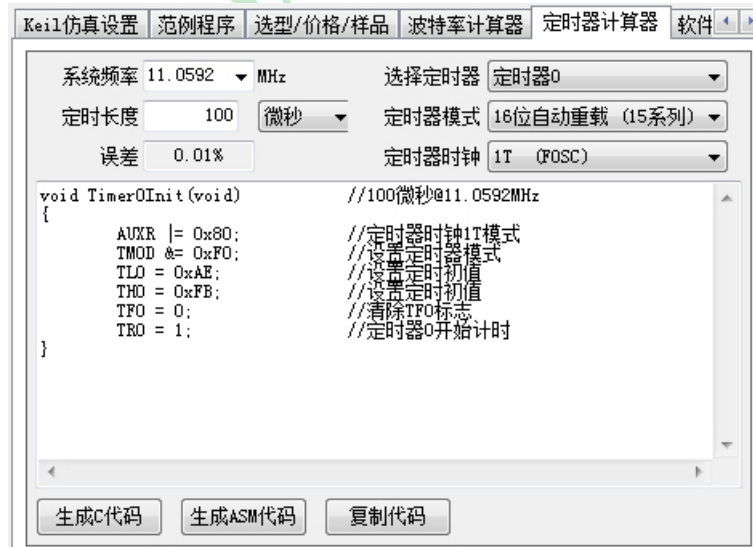 Keil仿真设置 范例程序 选型/价格/样品 波特率计算器 定时器计算器 软件
系统频率 11.0592 MHz 选择定时器 定时器0
定时长度 100 微秒 定时器模式 16位自动重载 (15系列)
误差 0.01% 定时器时钟 1T (FOSC)
void Timer0Init(void) //100微秒@11.0592MHz
{
AUXR |= 0x80; //定时器时钟1T模式
TMOD &= 0xF0; //设置定时器模式
TL0 = 0xAE; //设置定时初值
TH0 = 0xFB; //设置定时初值
TF0 = 0; //清除TF0标志
TR0 = 1; //定时器0开始计时
}
生成C代码 生成ASM代码 复制代码